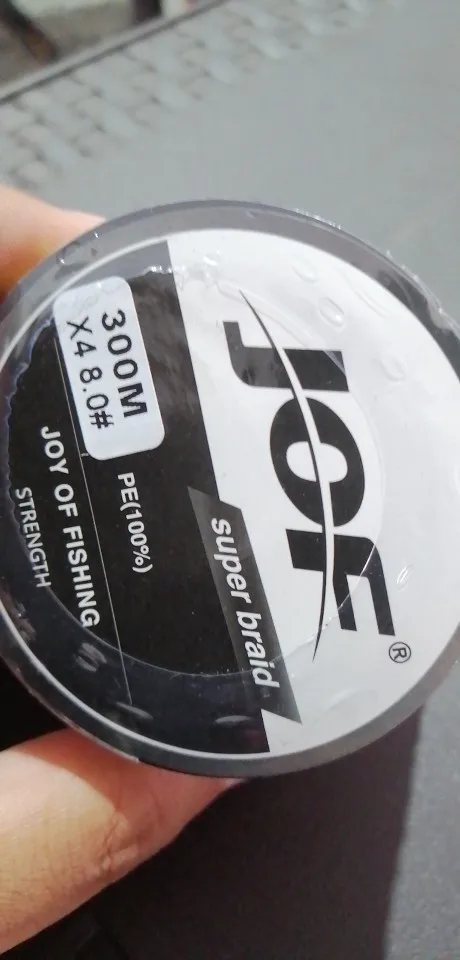 JOF®
super braid
300M
X4 8.0#
PE(100%)
JOY OF FISHING
STRENGTH